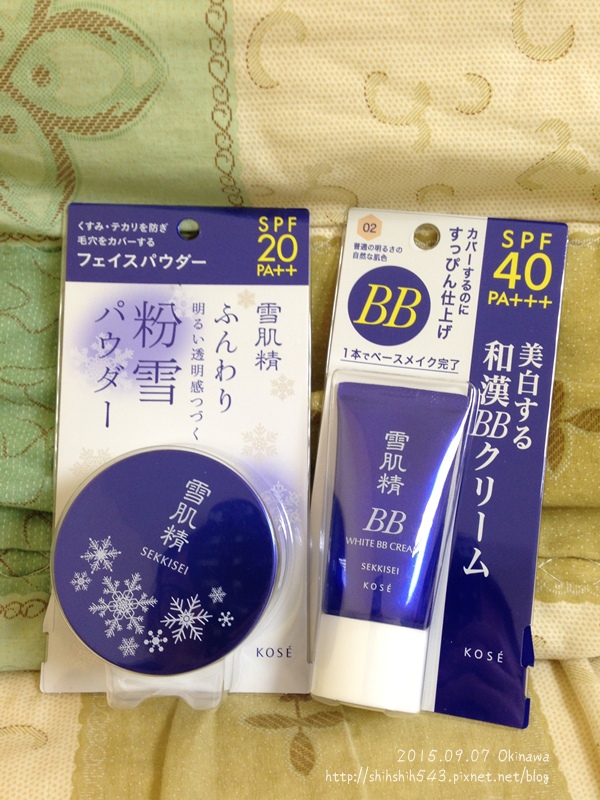 くすみ・テカリを防ぎ
毛穴をカバーする
フェイスパウダー
SPF
20
PA++
雪肌精
ふんわり
明るい透明感つづく
粉雪
パウダー
雪肌精
SEKKISEI
KOSÉ
02
普通の明るさの
自然な肌色
カバーするのに
すっぴん仕上げ
BB
1本でベースメイク完了
SPF
40
PA+++
美白する
和漢BBクリーム
雪肌精
BB
WHITE BB CREAM
SEKKISEI
KOSÉ
KOSÉ
2015.09.07 Okinawa
http://shihshih543.pixnet.net/blog